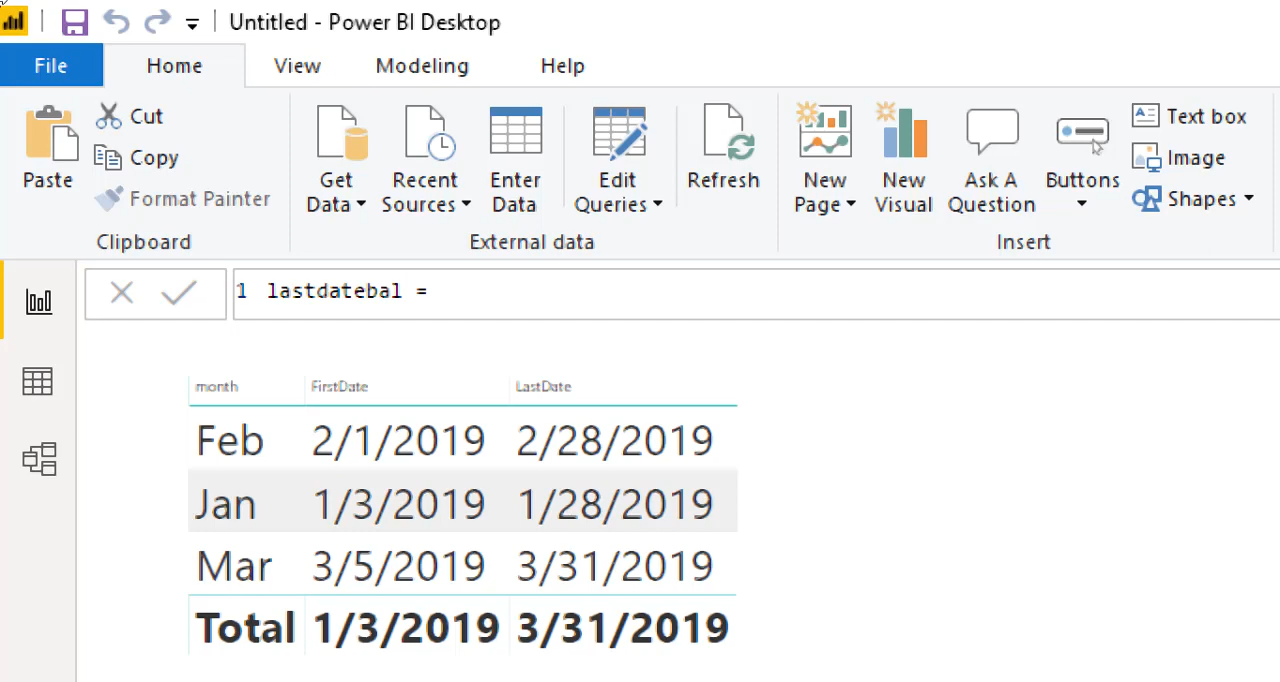 Untitled - Power BI Desktop
File Home View Modeling Help
Paste
Cut
Copy
Format Painter
Clipboard
Get Data
Recent Sources
Enter Data
Edit Queries
Refresh
External data
New Page
New Visual
Ask A Question
Buttons
Text box
Image
Shapes
Insert
1 lastdatebal =
month FirstDate LastDate
Feb 2/1/2019 2/28/2019
Jan 1/3/2019 1/28/2019
Mar 3/5/2019 3/31/2019
Total 1/3/2019 3/31/2019